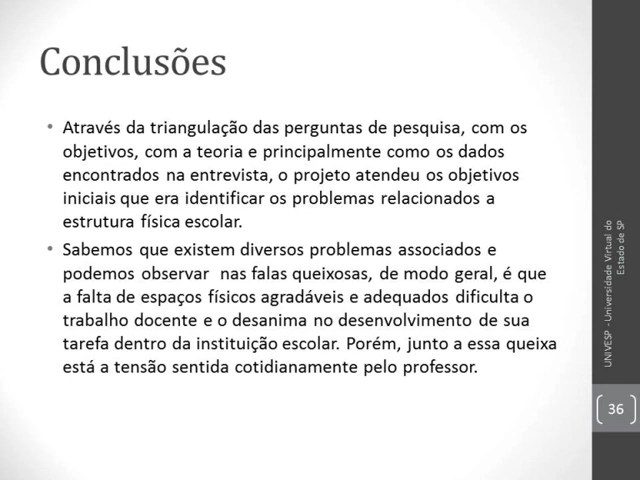 Conclusões
• Através da triangulação das perguntas de pesquisa, com os
objetivos, com a teoria e principalmente como os dados
encontrados na entrevista, o projeto atendeu os objetivos
iniciais que era identificar os problemas relacionados a
estrutura física escolar.
• Sabemos que existem diversos problemas associados e
podemos observar nas falas queixosas, de modo geral, é que
a falta de espaços físicos agradáveis e adequados dificulta o
trabalho docente e o desanima no desenvolvimento de sua
tarefa dentro da instituição escolar. Porém, junto a essa queixa
está a tensão sentida cotidianamente pelo professor.
UNIVESP - Universidade Virtual do
Estado de SP
36